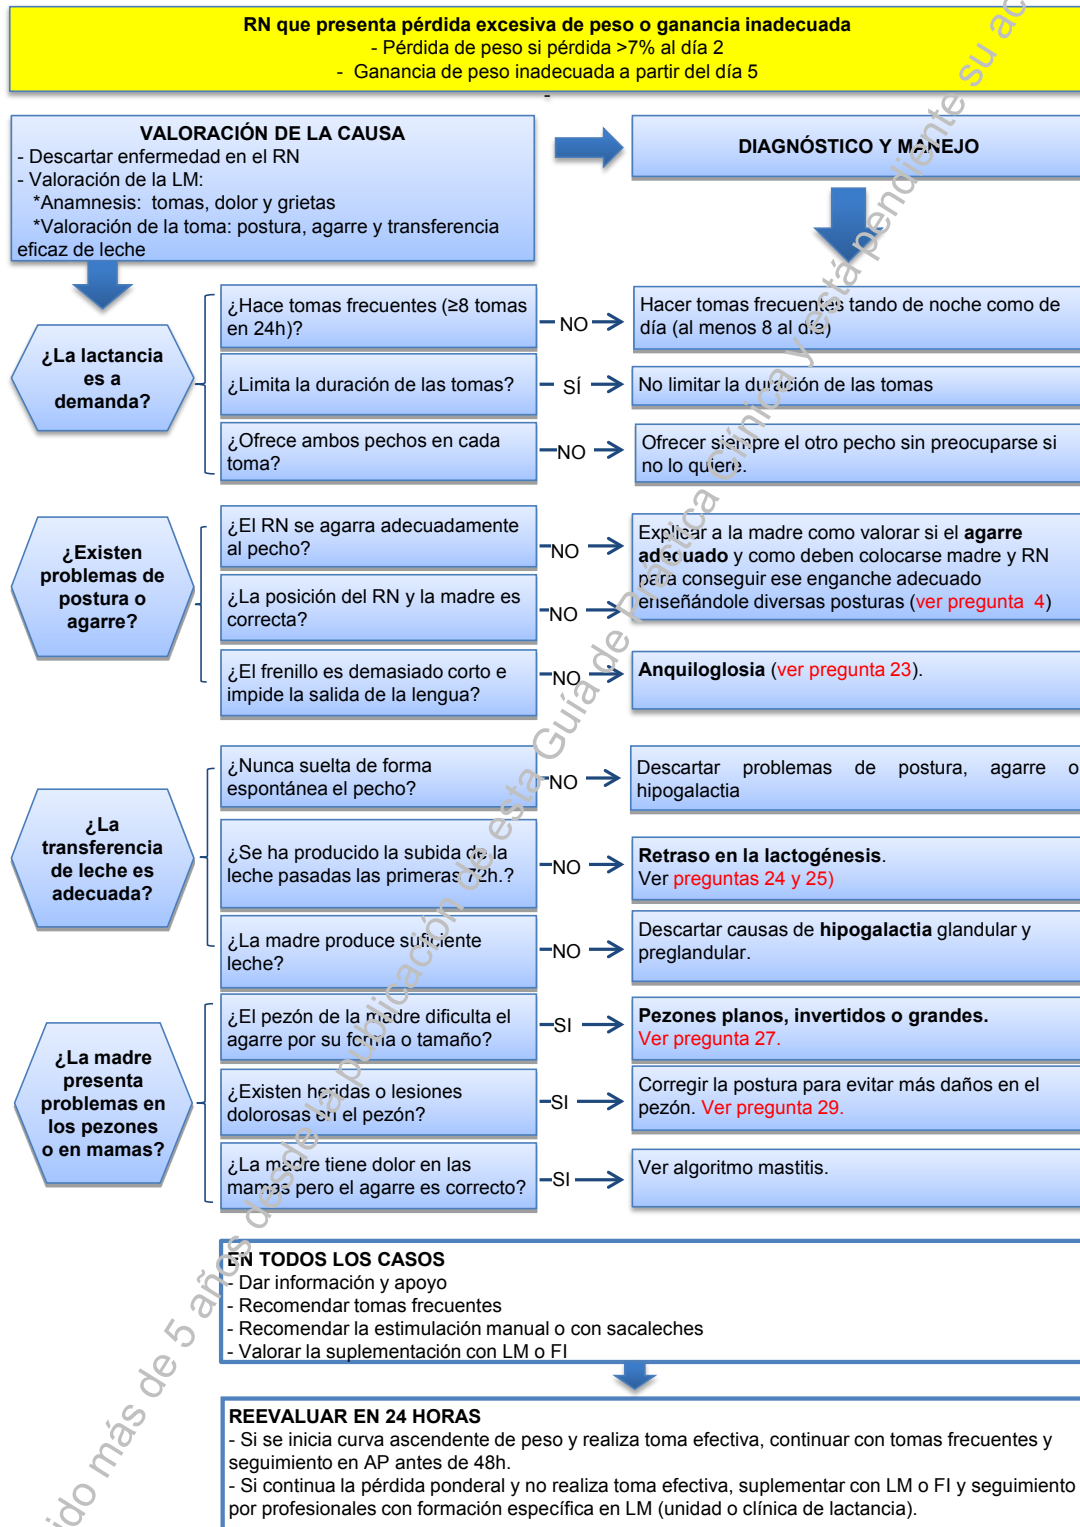 RN que presenta pérdida excesiva de peso o ganancia inadecuada
- Pérdida de peso si pérdida >7% al día 2
- Ganancia de peso inadecuada a partir del día 5
-
VALORACIÓN DE LA CAUSA
- Descartar enfermedad en el RN
- Valoración de la LM:
*Anamnesis: tomas, dolor y grietas
*Valoración de la toma: postura, agarre y transferencia
eficaz de leche
DIAGNÓSTICO Y MANEJO
¿La lactancia
es a
demanda?
¿Hace tomas frecuentes (≥8 tomas
en 24h)?
NO
Hacer tomas frecuentes tando de noche como de
día (al menos 8 al día)
¿Limita la duración de las tomas?
SÍ
No limitar la duración de las tomas
¿Ofrece ambos pechos en cada
toma?
NO
Ofrecer siempre el otro pecho sin preocuparse si
no lo quiere.
¿Existen
problemas de
postura o
agarre?
¿El RN se agarra adecuadamente
al pecho?
NO
¿La posición del RN y la madre es
correcta?
NO
Explicar a la madre como valorar si el agarre
adecuado y como deben colocarse madre y RN
para conseguir ese enganche adecuado
enseñándole diversas posturas (ver pregunta 4)
¿El frenillo es demasiado corto e
impide la salida de la lengua?
NO
Anquiloglosia (ver pregunta 23).
¿La
transferencia
de leche es
adecuada?
¿Nunca suelta de forma
espontánea el pecho?
NO
Descartar problemas de postura, agarre o
hipogalactia
¿Se ha producido la subida de la
leche pasadas las primeras 72h.?
NO
Retraso en la lactogénesis.
Ver preguntas 24 y 25)
¿La madre produce suficiente
leche?
NO
Descartar causas de hipogalactia glandular y
preglandular.
¿La madre
presenta
problemas en
los pezones
o en mamas?
¿El pezón de la madre dificulta el
agarre por su forma o tamaño?
SI
Pezones planos, invertidos o grandes.
Ver pregunta 27.
¿Existen heridas o lesiones
dolorosas en el pezón?
SI
Corregir la postura para evitar más daños en el
pezón. Ver pregunta 29.
¿La madre tiene dolor en las
mamas pero el agarre es correcto?
SI
Ver algoritmo mastitis.
EN TODOS LOS CASOS
- Dar información y apoyo
- Recomendar tomas frecuentes
- Recomendar la estimulación manual o con sacaleches
- Valorar la suplementación con LM o FI
REEVALUAR EN 24 HORAS
- Si se inicia curva ascendente de peso y realiza toma efectiva, continuar con tomas frecuentes y
seguimiento en AP antes de 48h.
- Si continua la pérdida ponderal y no realiza toma efectiva, suplementar con LM o FI y seguimiento
por profesionales con formación específica en LM (unidad o clínica de lactancia).
más de 5 años desde la publicación de esta Guía de Práctica Clínica y está pendiente su